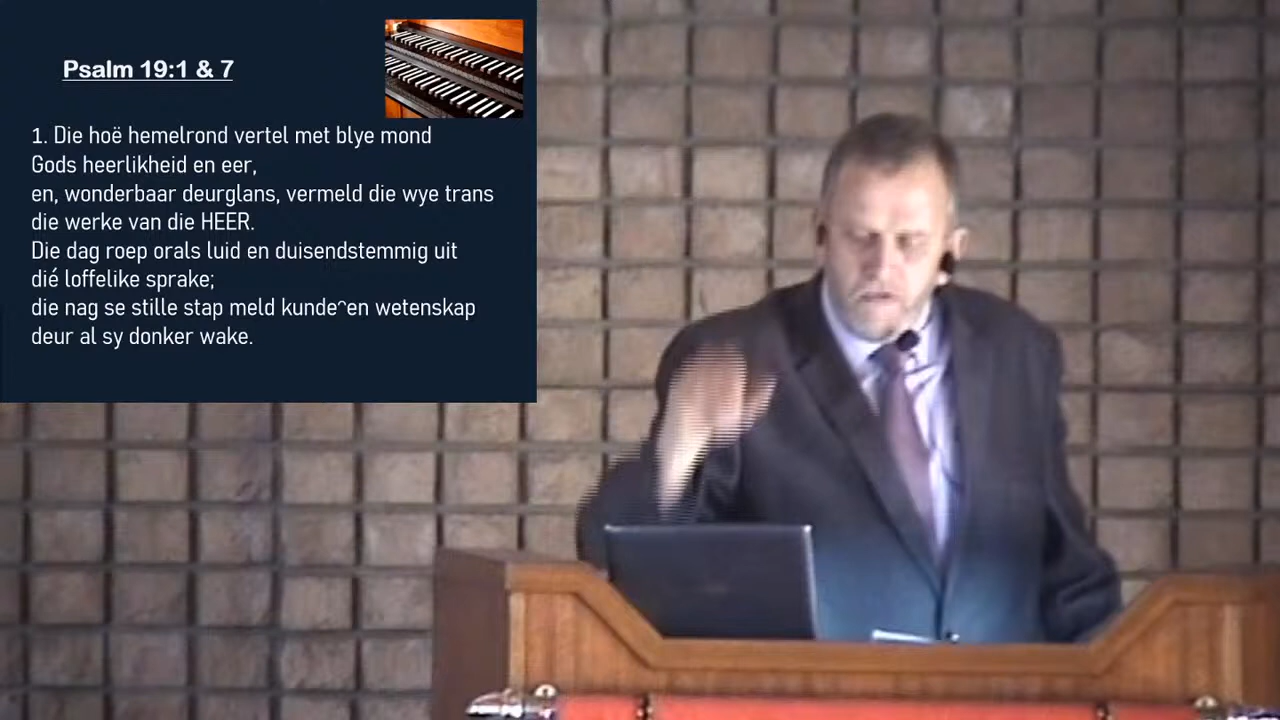 Psalm 19:1 & 7
1. Die hoë hemelrond vertel met blye mond
Gods heerlikheid en eer,
en, wonderbaar deurglans, vermeld die wye trans
die werke van die HEER.
Die dag roep orals luid en duisendstemmig uit
dié loflike sprake;
die nag se stille stap meld kunde^en wetenskap
deur al sy donker wake.